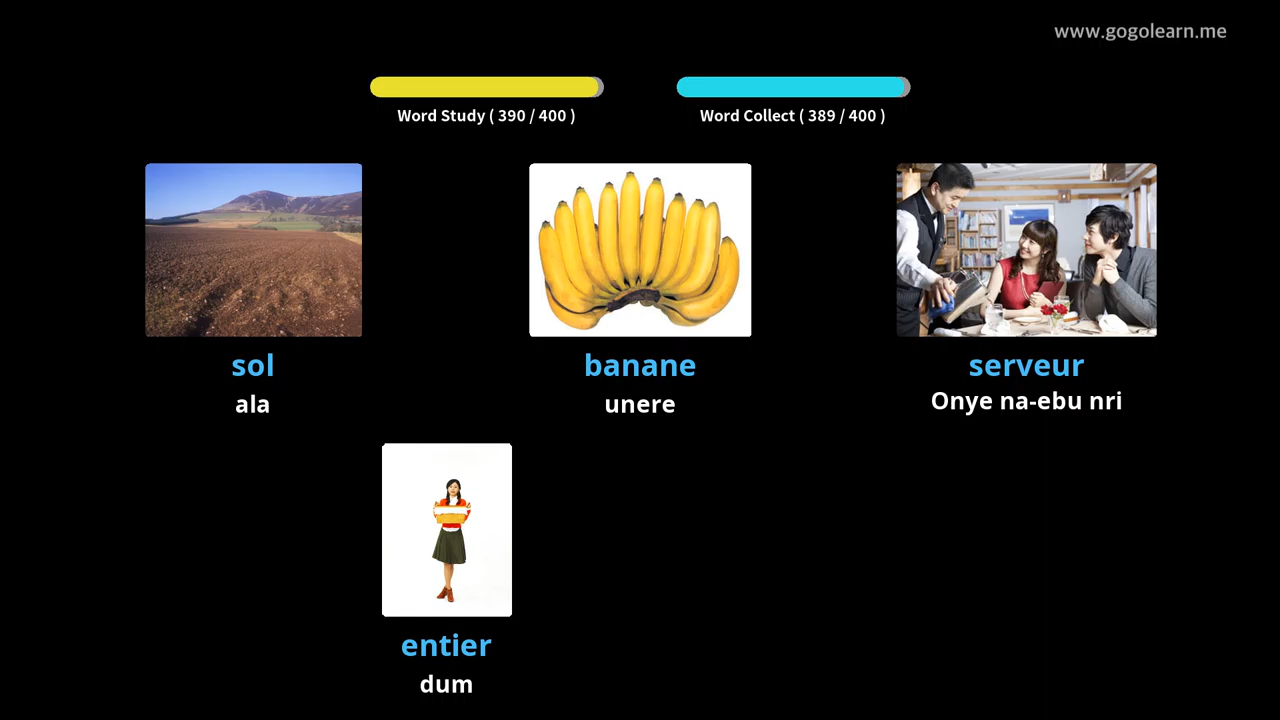 www.gogolearn.me
Word Study ( 390 / 400 )
Word Collect ( 389 / 400 )
sol
ala
banane
unere
serveur
Onye na-ebu nri
entier
dum